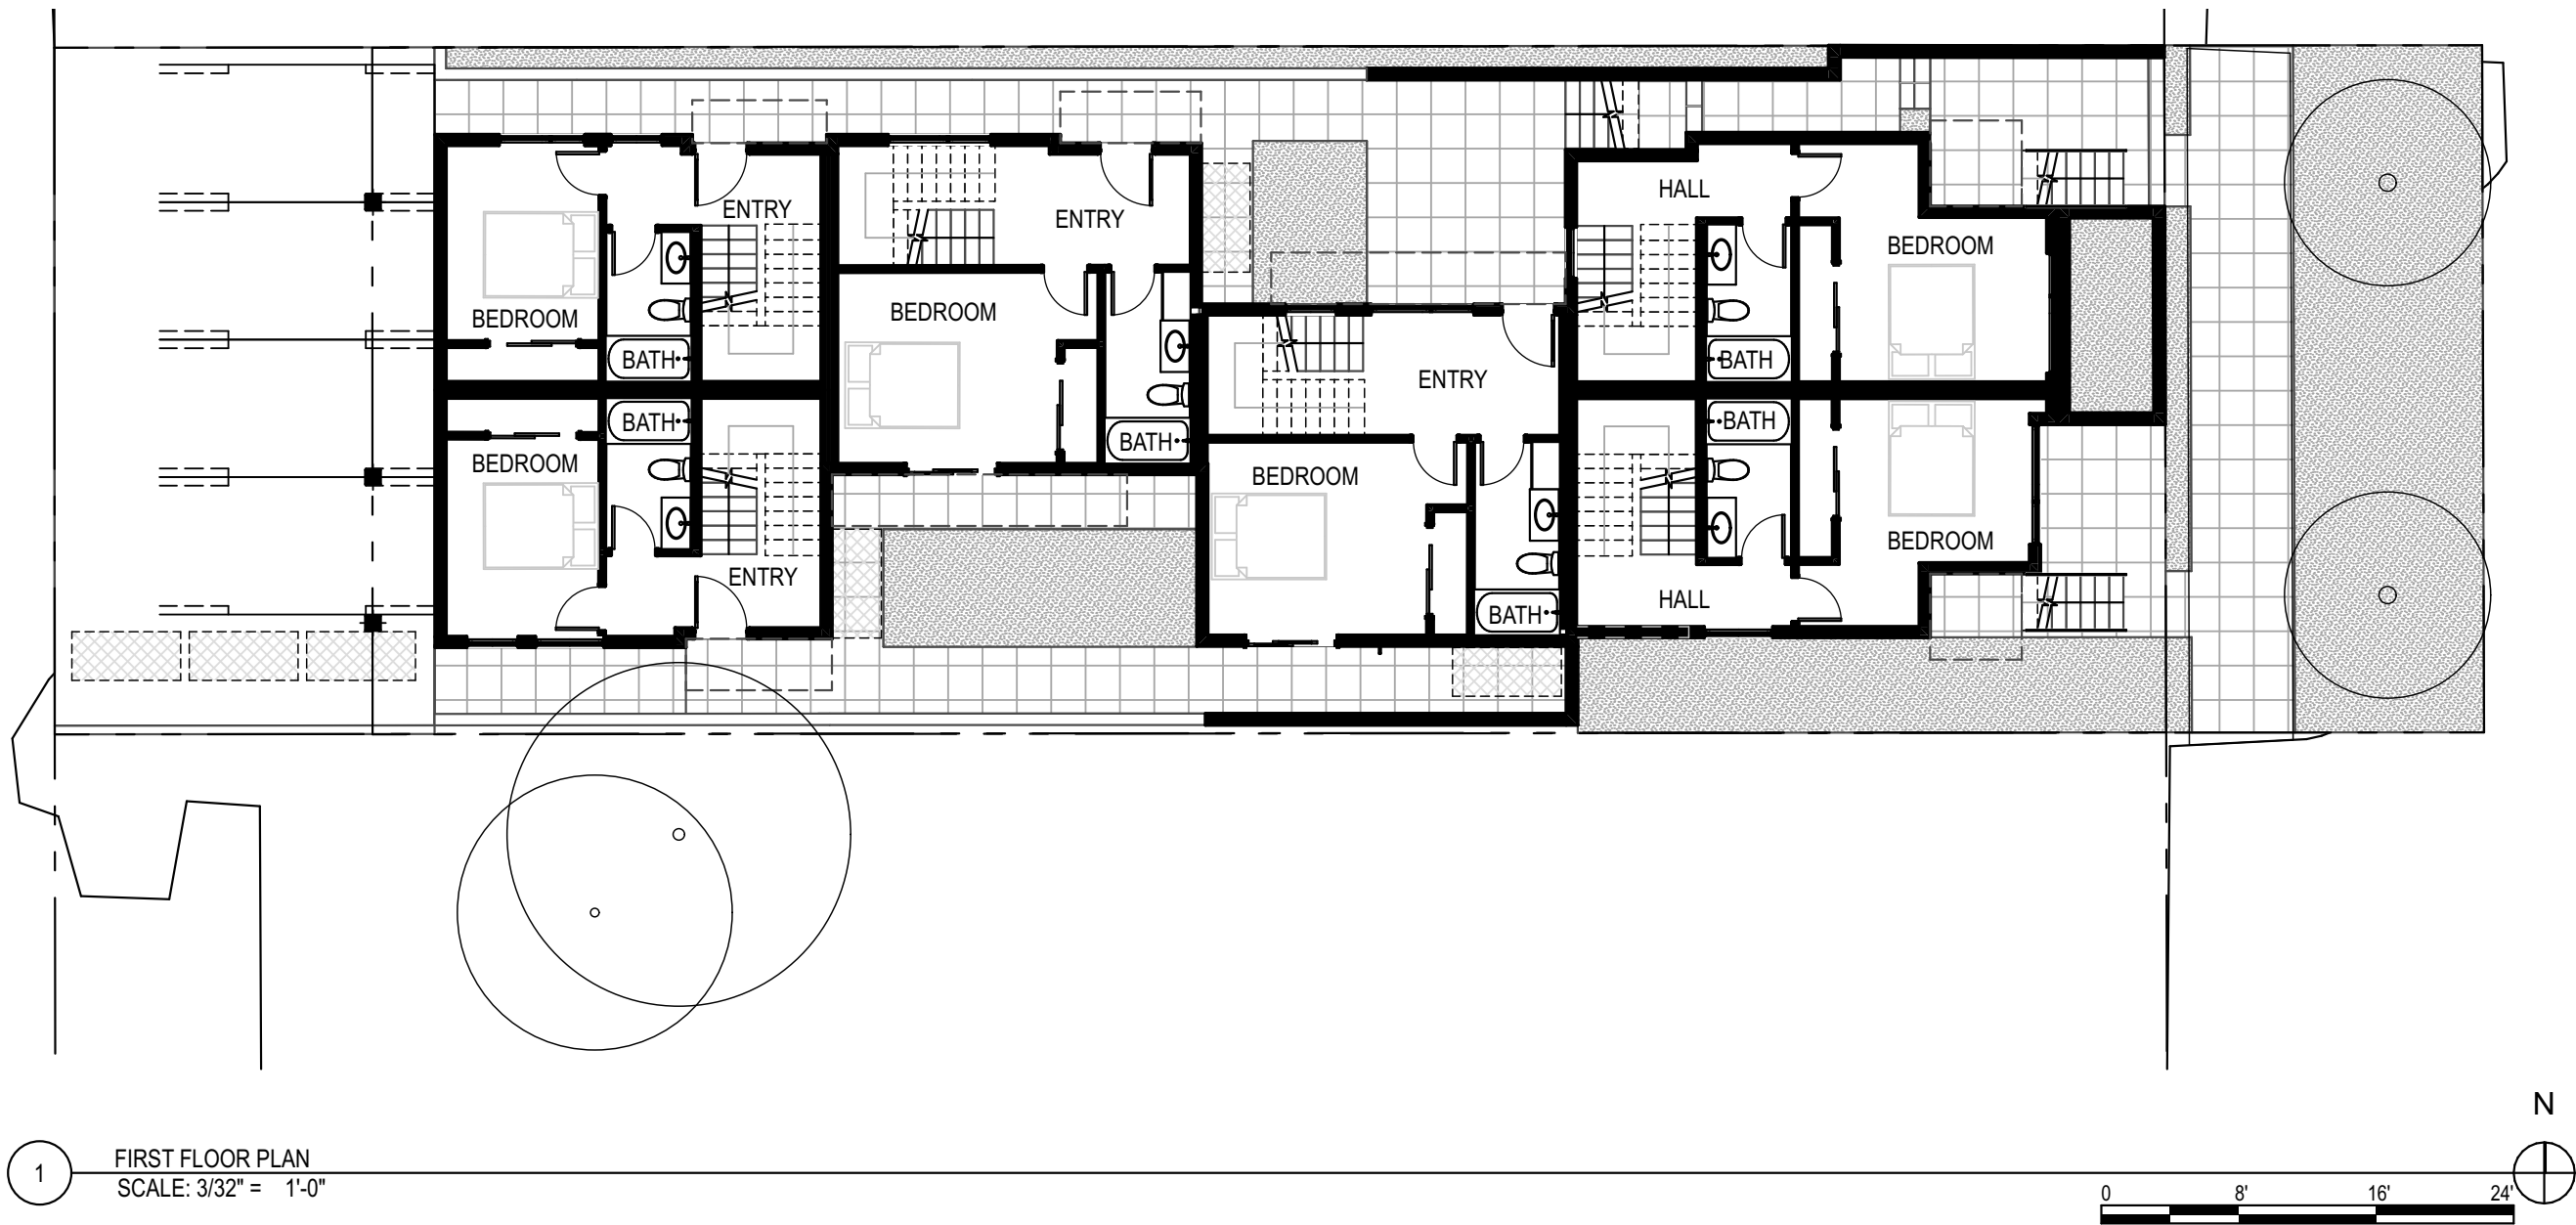 HALL
ENTRY
ENTRY
BEDROOM
BEDROOM
BEDROOM
BATH
BATH
ENTRY
BATH
BATH
BATH
BATH
BEDROOM
BEDROOM
BEDROOM
ENTRY
HALL
BATH
N
1
FIRST FLOOR PLAN
SCALE: 3/32" = 1'-0"
0 8' 16' 24'